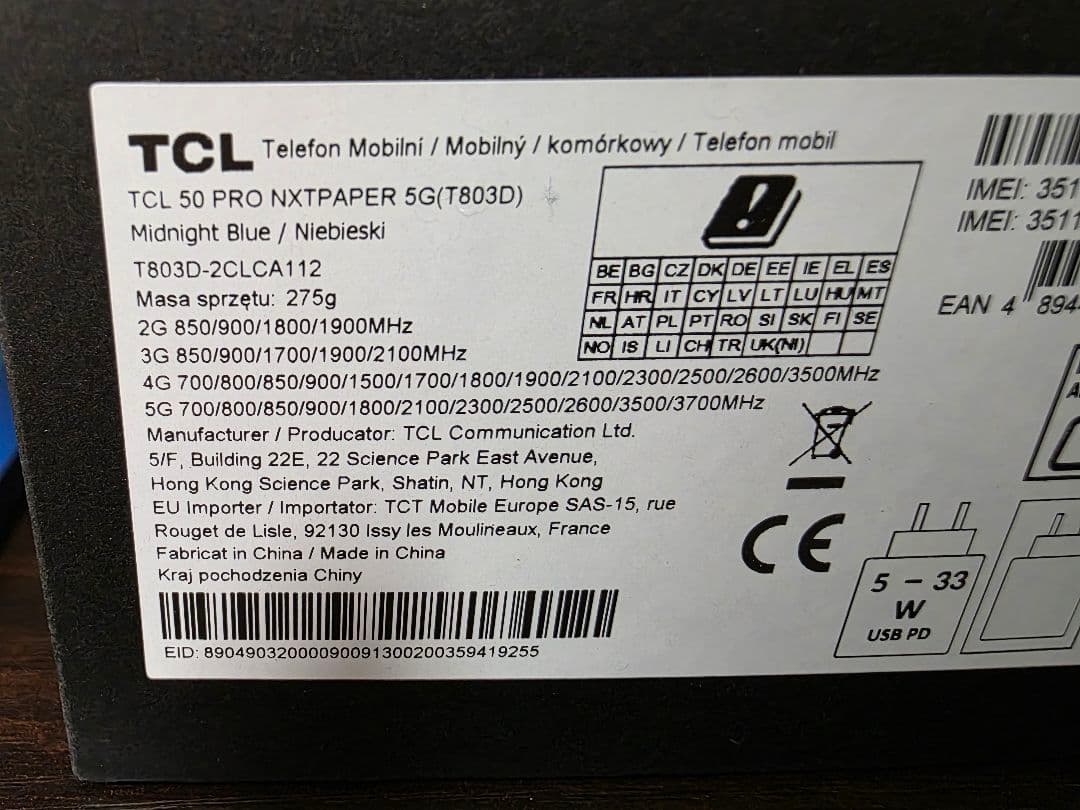 TCL Telefon Mobilní / Mobilný / komórkowy / Telefon mobil
TCL 50 PRO NXTPAPER 5G(T803D)
Midnight Blue / Niebieski
T803D-2CLCA112
Masa sprzętu: 275g
2G 850/900/1800/1900MHz
3G 850/900/1700/1900/2100MHz
4G 700/800/850/900/1500/1700/1800/1900/2100/2300/2500/2600/3500MHz
5G 700/800/850/900/1800/2100/2300/2500/2600/3500/3700MHz
Manufacturer / Producator: TCL Communication Ltd.
5/F, Building 22E, 22 Science Park East Avenue,
Hong Kong Science Park, Shatin, NT, Hong Kong
EU Importer / Importator: TCT Mobile Europe SAS-15, rue
Rouget de Lisle, 92130 Issy les Moulineaux, France
Fabricat in China / Made in China
Kraj pochodzenia Chiny
EID: 89049032000090091300200359419255
BE BG CZ DK DE EE IE EL ES
FR HR IT CY LV LT LU HU MT
NL AT PL PT RO SI SK FI SE
NO IS LI CH TR UK(NI)
IMEI: 351
IMEI: 3511
EAN 4 894
CE
5 – 33
W
USB PD